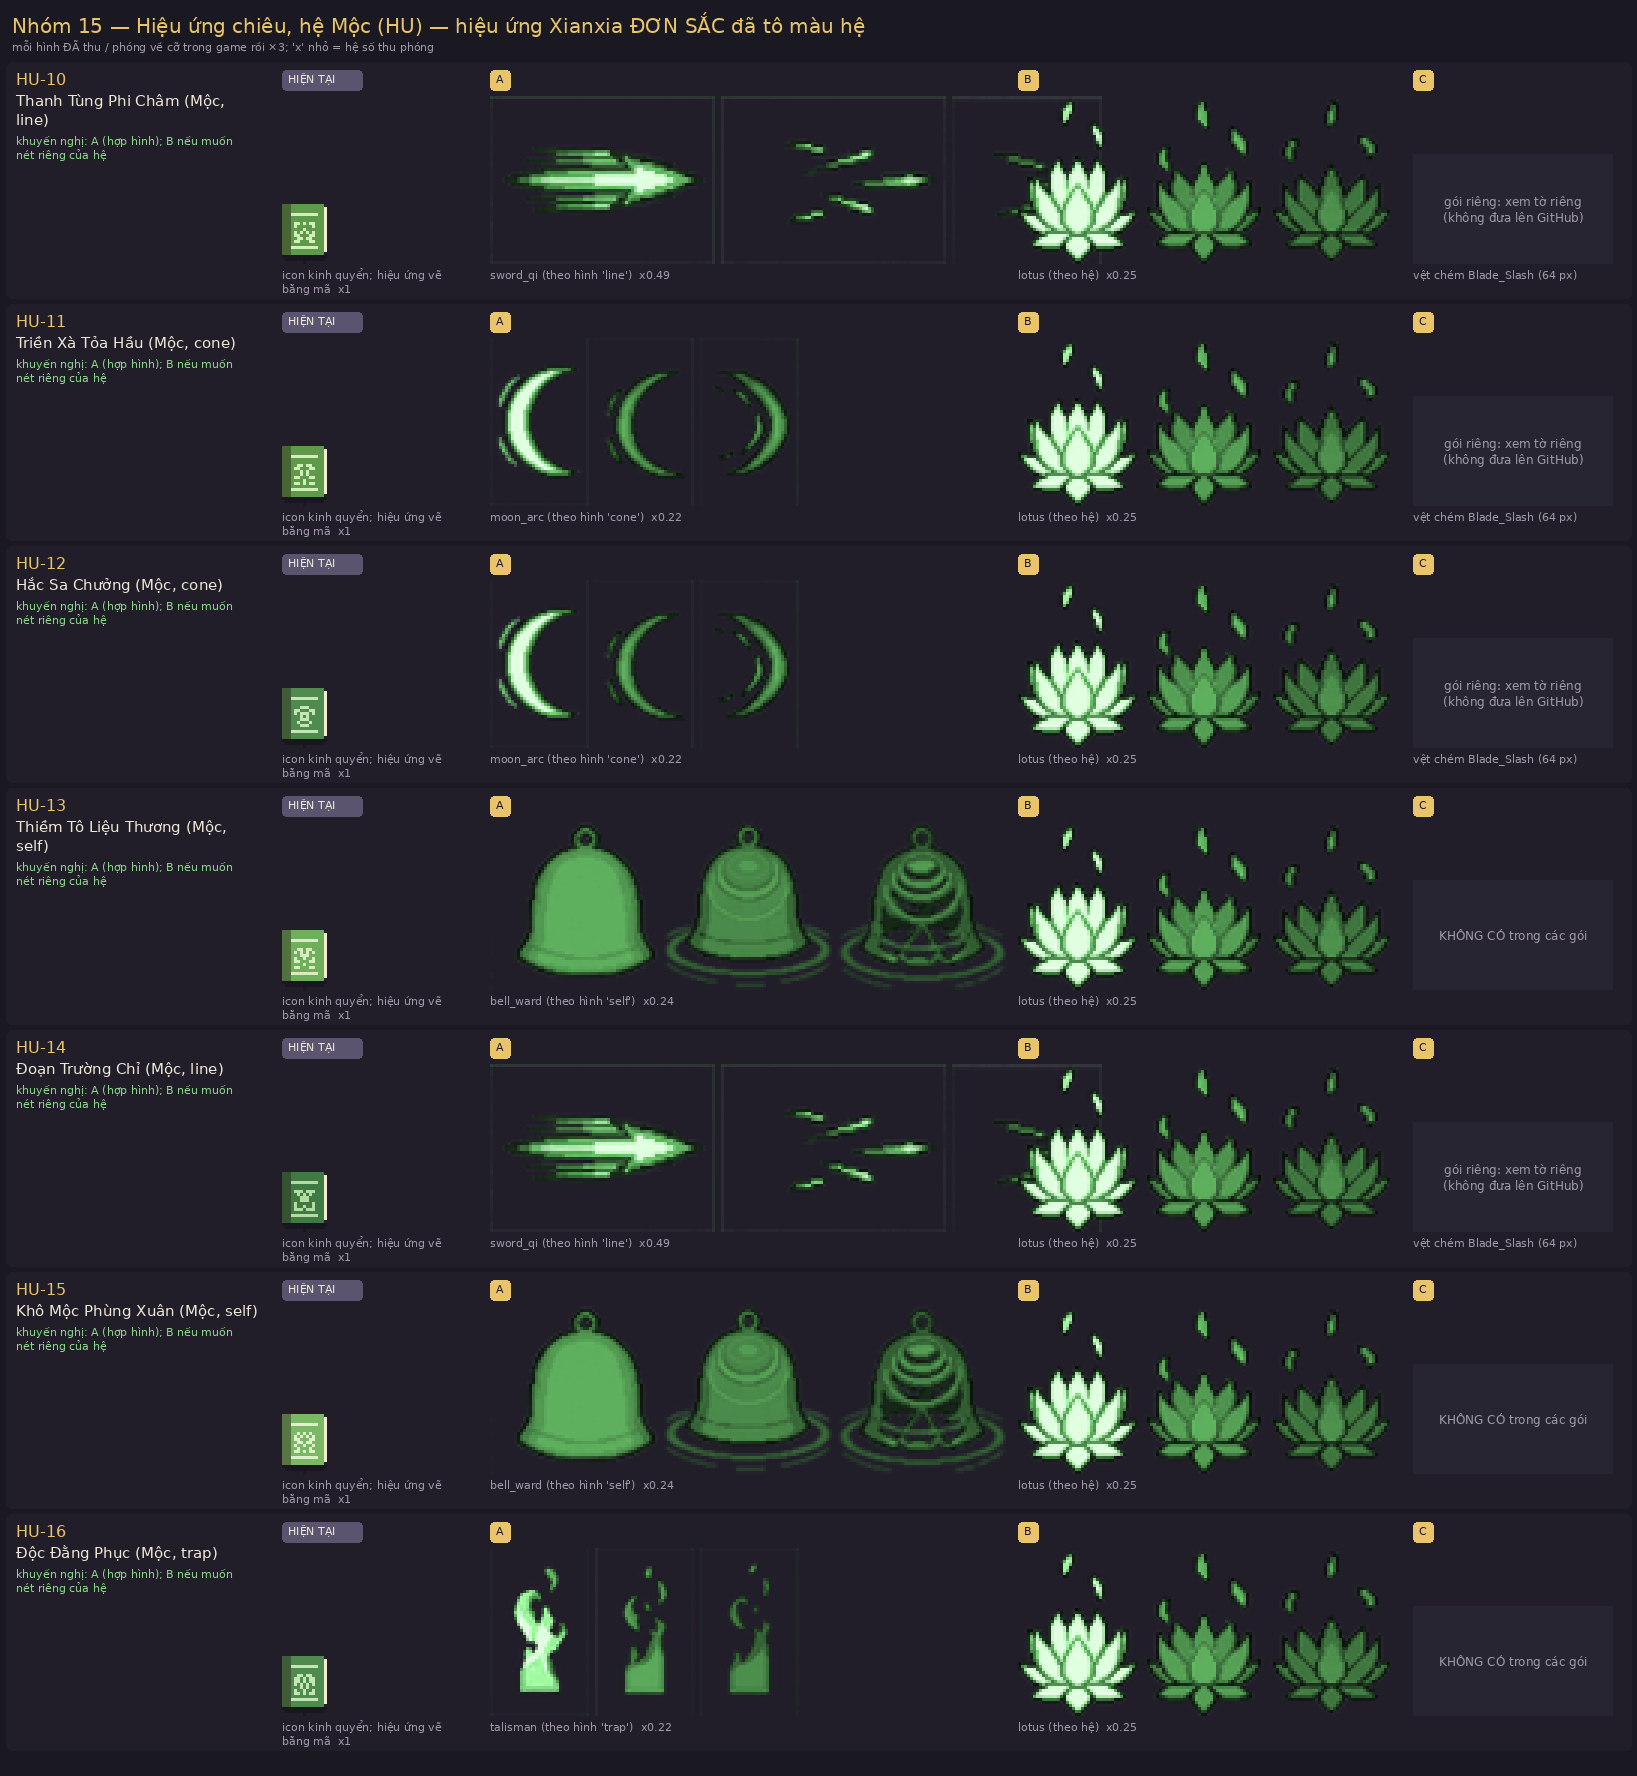 Nhóm 15 — Hiệu ứng chiêu, hệ Mộc (HU) — hiệu ứng Xianxia ĐƠN SẮC đã tô màu hệ
mỗi hình ĐÃ thu / phóng về cỡ trong game rồi ×3; 'x' nhỏ = hệ số thu phóng
HU-10
Thanh Tùng Phi Châm (Mộc,
line)
khuyến nghị: A (hợp hình); B nếu muốn
nét riêng của hệ
HIỆN TẠI
icon kinh quyển; hiệu ứng vẽ
bằng mã  x1
A
sword_qi (theo hình 'line')  x0.49
B
lotus (theo hệ)  x0.25
C
gói riêng: xem tờ riêng
(không đưa lên GitHub)
vệt chém Blade_Slash (64 px)
HU-11
Triền Xà Tỏa Hầu (Mộc, cone)
khuyến nghị: A (hợp hình); B nếu muốn
nét riêng của hệ
HIỆN TẠI
icon kinh quyển; hiệu ứng vẽ
bằng mã  x1
A
moon_arc (theo hình 'cone')  x0.22
B
lotus (theo hệ)  x0.25
C
gói riêng: xem tờ riêng
(không đưa lên GitHub)
vệt chém Blade_Slash (64 px)
HU-12
Hắc Sa Chưởng (Mộc, cone)
khuyến nghị: A (hợp hình); B nếu muốn
nét riêng của hệ
HIỆN TẠI
icon kinh quyển; hiệu ứng vẽ
bằng mã  x1
A
moon_arc (theo hình 'cone')  x0.22
B
lotus (theo hệ)  x0.25
C
gói riêng: xem tờ riêng
(không đưa lên GitHub)
vệt chém Blade_Slash (64 px)
HU-13
Thiềm Tô Liệu Thương (Mộc,
self)
khuyến nghị: A (hợp hình); B nếu muốn
nét riêng của hệ
HIỆN TẠI
icon kinh quyển; hiệu ứng vẽ
bằng mã  x1
A
bell_ward (theo hình 'self')  x0.24
B
lotus (theo hệ)  x0.25
C
KHÔNG CÓ trong các gói
HU-14
Đoạn Trường Chỉ (Mộc, line)
khuyến nghị: A (hợp hình); B nếu muốn
nét riêng của hệ
HIỆN TẠI
icon kinh quyển; hiệu ứng vẽ
bằng mã  x1
A
sword_qi (theo hình 'line')  x0.49
B
lotus (theo hệ)  x0.25
C
gói riêng: xem tờ riêng
(không đưa lên GitHub)
vệt chém Blade_Slash (64 px)
HU-15
Khô Mộc Phùng Xuân (Mộc, self)
khuyến nghị: A (hợp hình); B nếu muốn
nét riêng của hệ
HIỆN TẠI
icon kinh quyển; hiệu ứng vẽ
bằng mã  x1
A
bell_ward (theo hình 'self')  x0.24
B
lotus (theo hệ)  x0.25
C
KHÔNG CÓ trong các gói
HU-16
Độc Đằng Phục (Mộc, trap)
khuyến nghị: A (hợp hình); B nếu muốn
nét riêng của hệ
HIỆN TẠI
icon kinh quyển; hiệu ứng vẽ
bằng mã  x1
A
talisman (theo hình 'trap')  x0.22
B
lotus (theo hệ)  x0.25
C
KHÔNG CÓ trong các gói